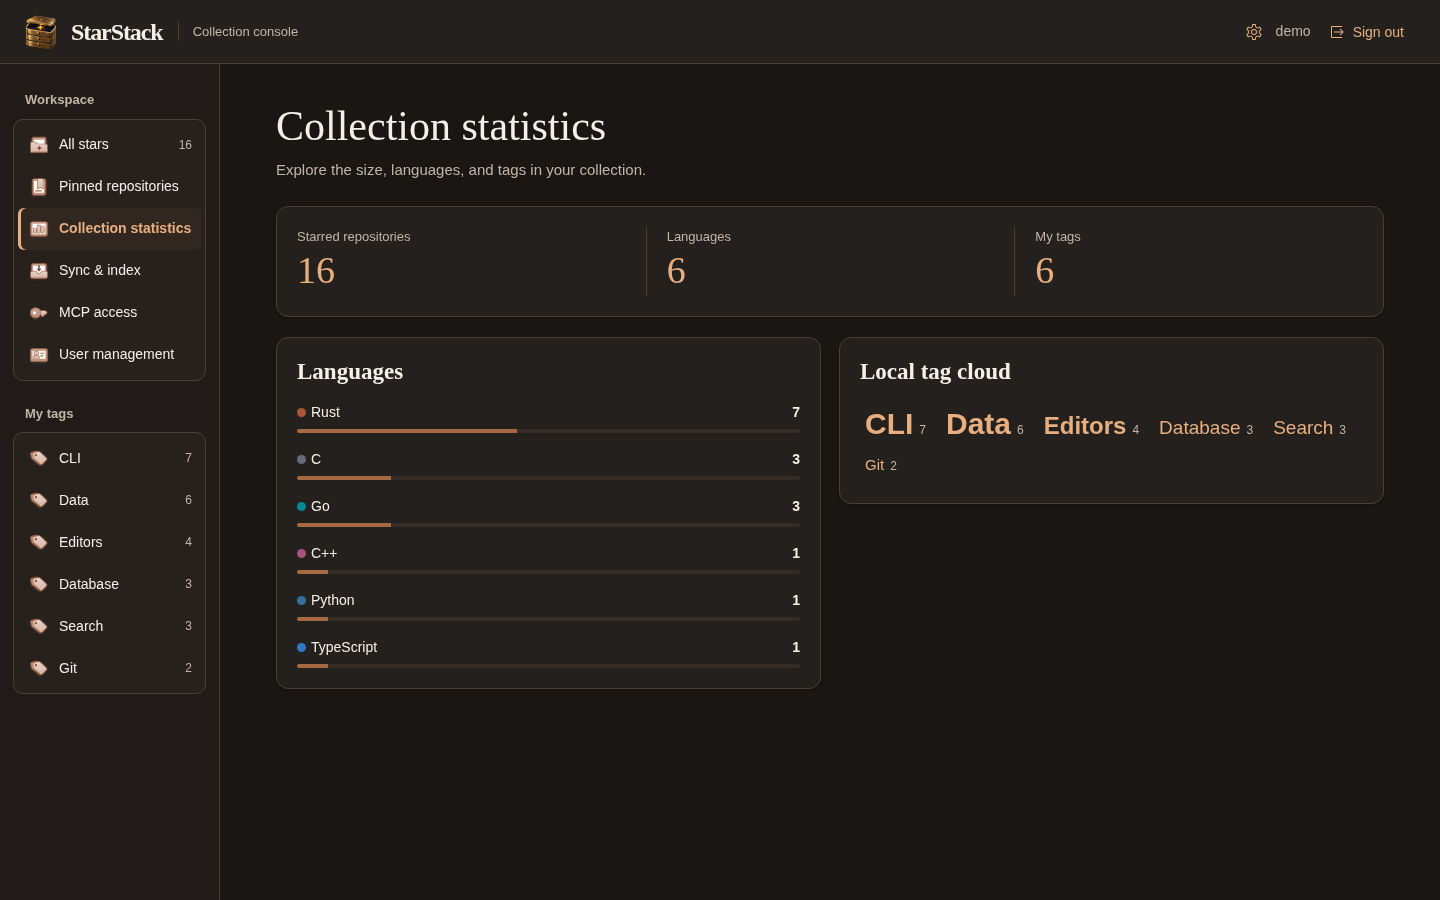 StarStack
Collection console
demo
Sign out
Workspace
All stars 16
Pinned repositories
Collection statistics
Sync & index
MCP access
User management
My tags
CLI 7
Data 6
Editors 4
Database 3
Search 3
Git 2
Collection statistics
Explore the size, languages, and tags in your collection.
Starred repositories
16
Languages
6
My tags
6
Languages
Rust 7
C 3
Go 3
C++ 1
Python 1
TypeScript 1
Local tag cloud
CLI 7 Data 6 Editors 4 Database 3 Search 3
Git 2